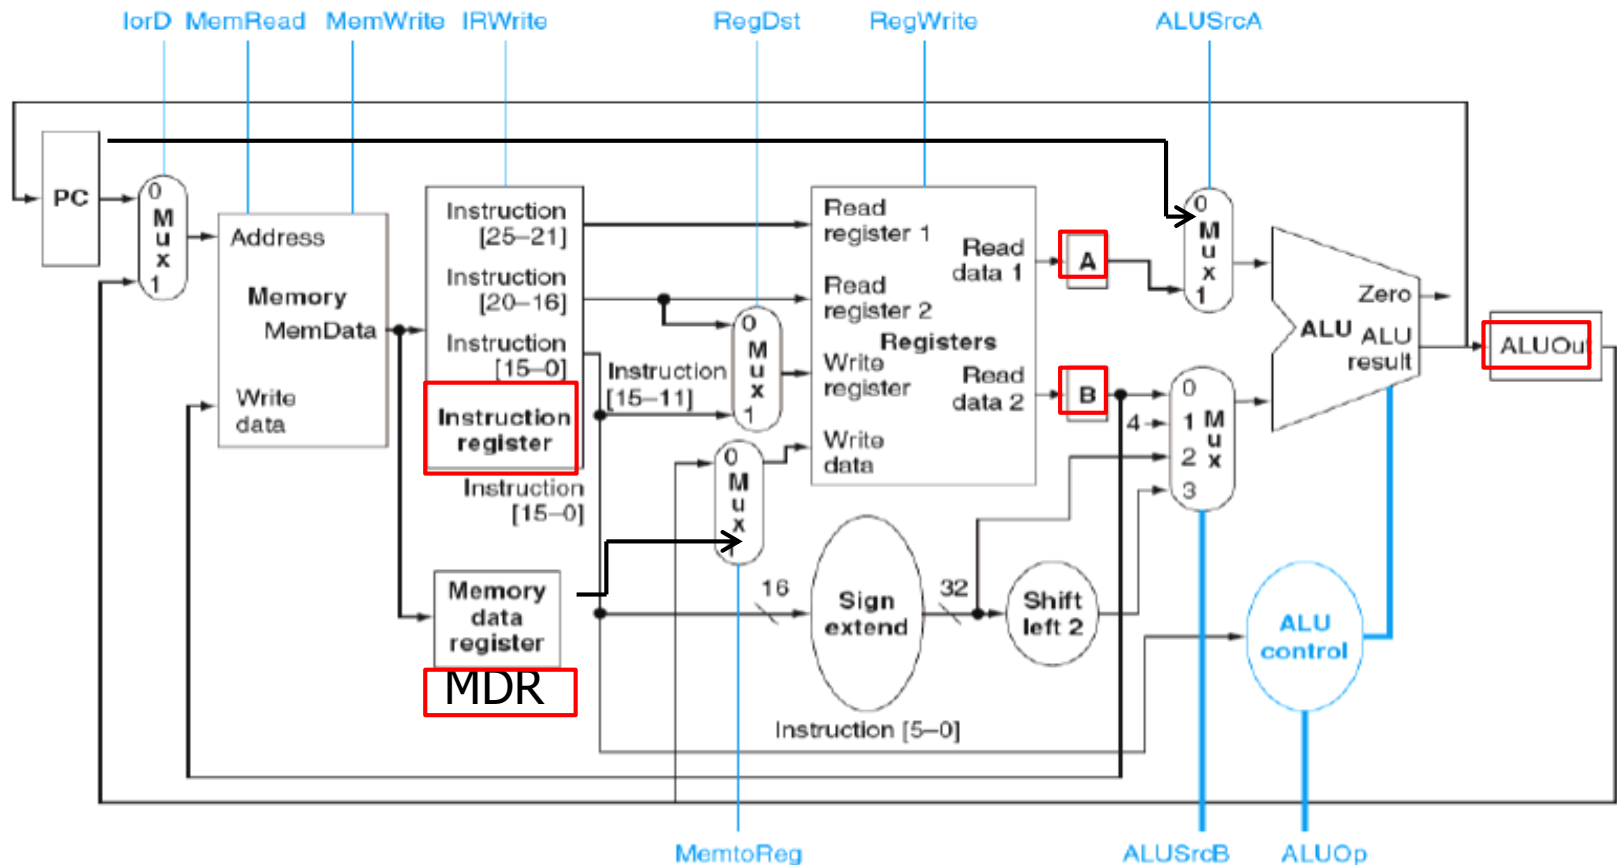 IorD MemRead MemWrite IRWrite RegDst RegWrite ALUSrcA
PC
0
M
u
x
1
Address
Memory
MemData
Write
data
Instruction
[25–21]
Instruction
[20–16]
Instruction
[15–0]
Instruction
register
Instruction
[15–0]
Instruction
[15–11]
Memory
data
register
MDR
0
M
u
x
1
0
M
u
x
Read
register 1
Read
register 2
Registers
Write
register
Write
data
Read
data 1
Read
data 2
A
B
16
Sign
extend
32
Shift
left 2
Instruction [5–0]
0
M
u
x
1
4
0
1
M
u
x
2
3
Zero
ALU
ALU
result
ALUOut
ALU
control
MemtoReg ALUSrcB ALUOp